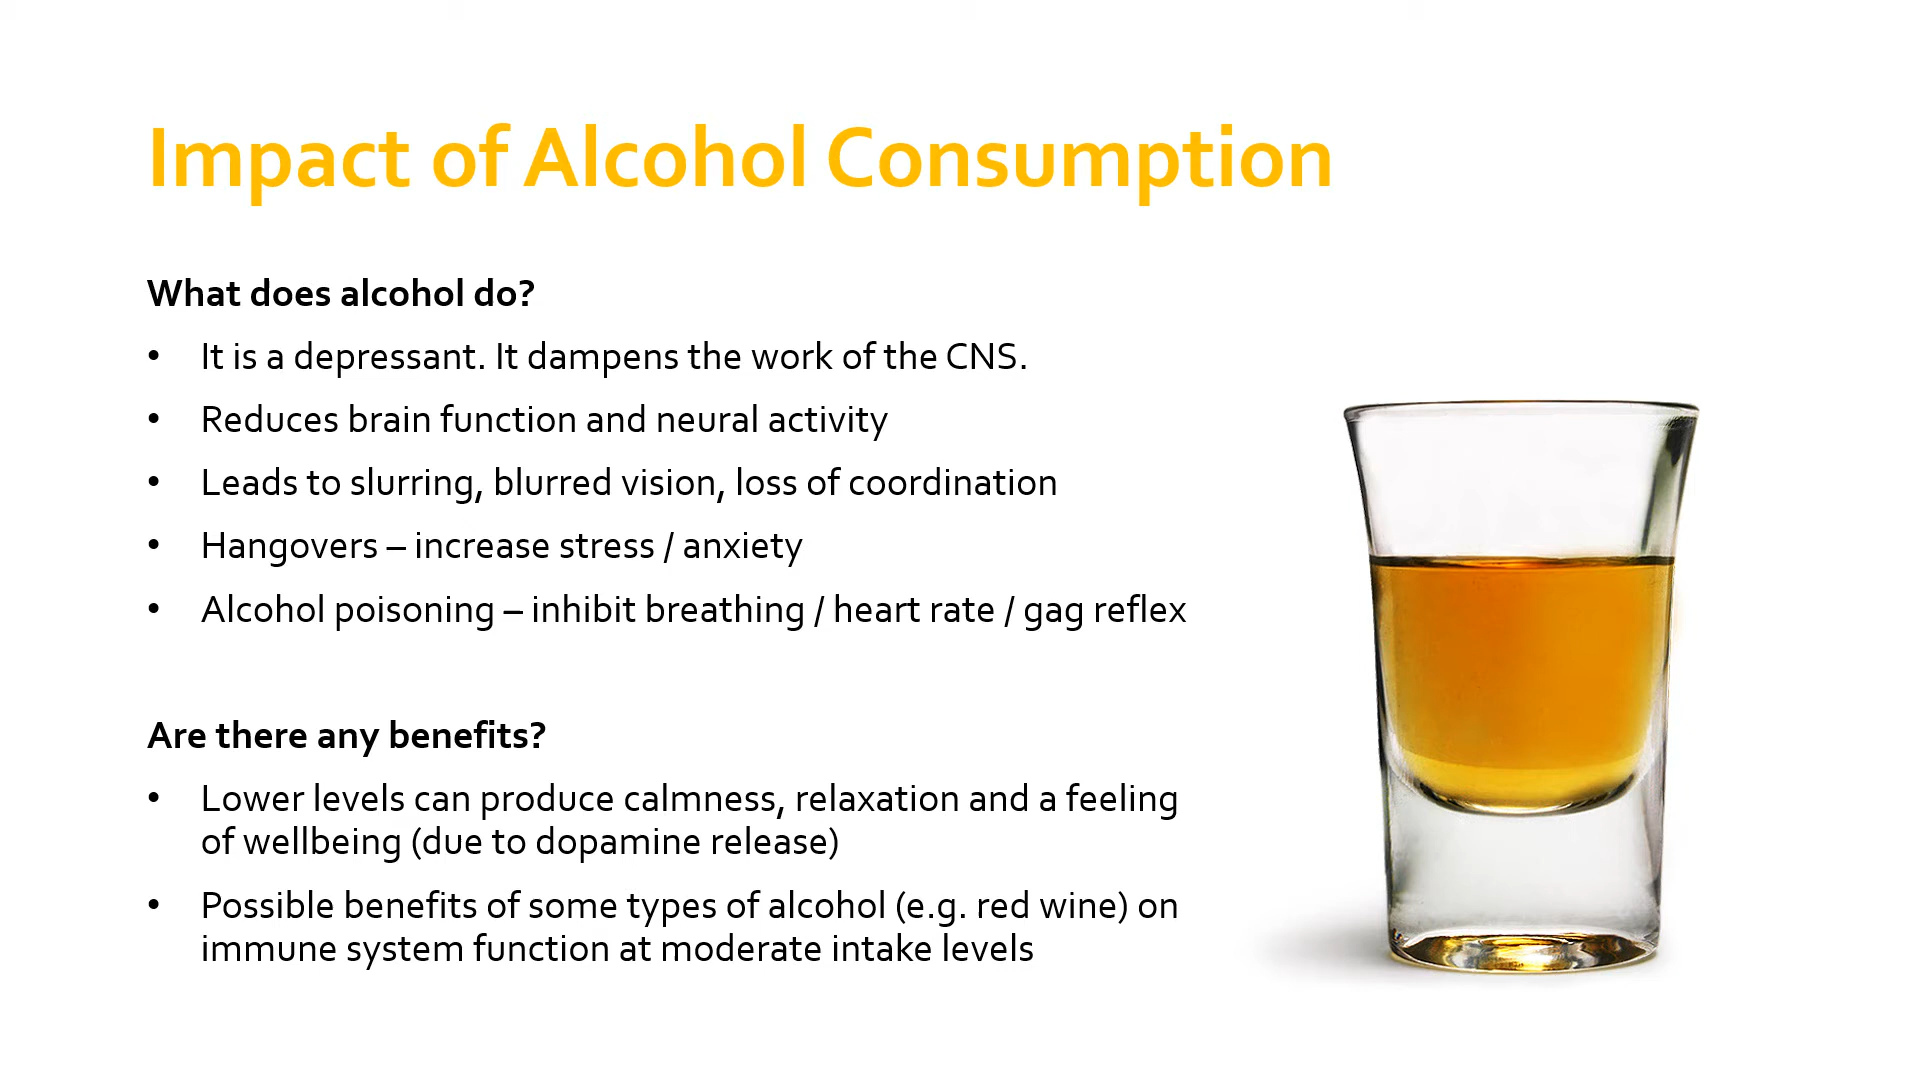 Impact of Alcohol Consumption
What does alcohol do?
• It is a depressant. It dampens the work of the CNS.
• Reduces brain function and neural activity
• Leads to slurring, blurred vision, loss of coordination
• Hangovers – increase stress / anxiety
• Alcohol poisoning – inhibit breathing / heart rate / gag reflex
Are there any benefits?
• Lower levels can produce calmness, relaxation and a feeling
of wellbeing (due to dopamine release)
• Possible benefits of some types of alcohol (e.g. red wine) on
immune system function at moderate intake levels